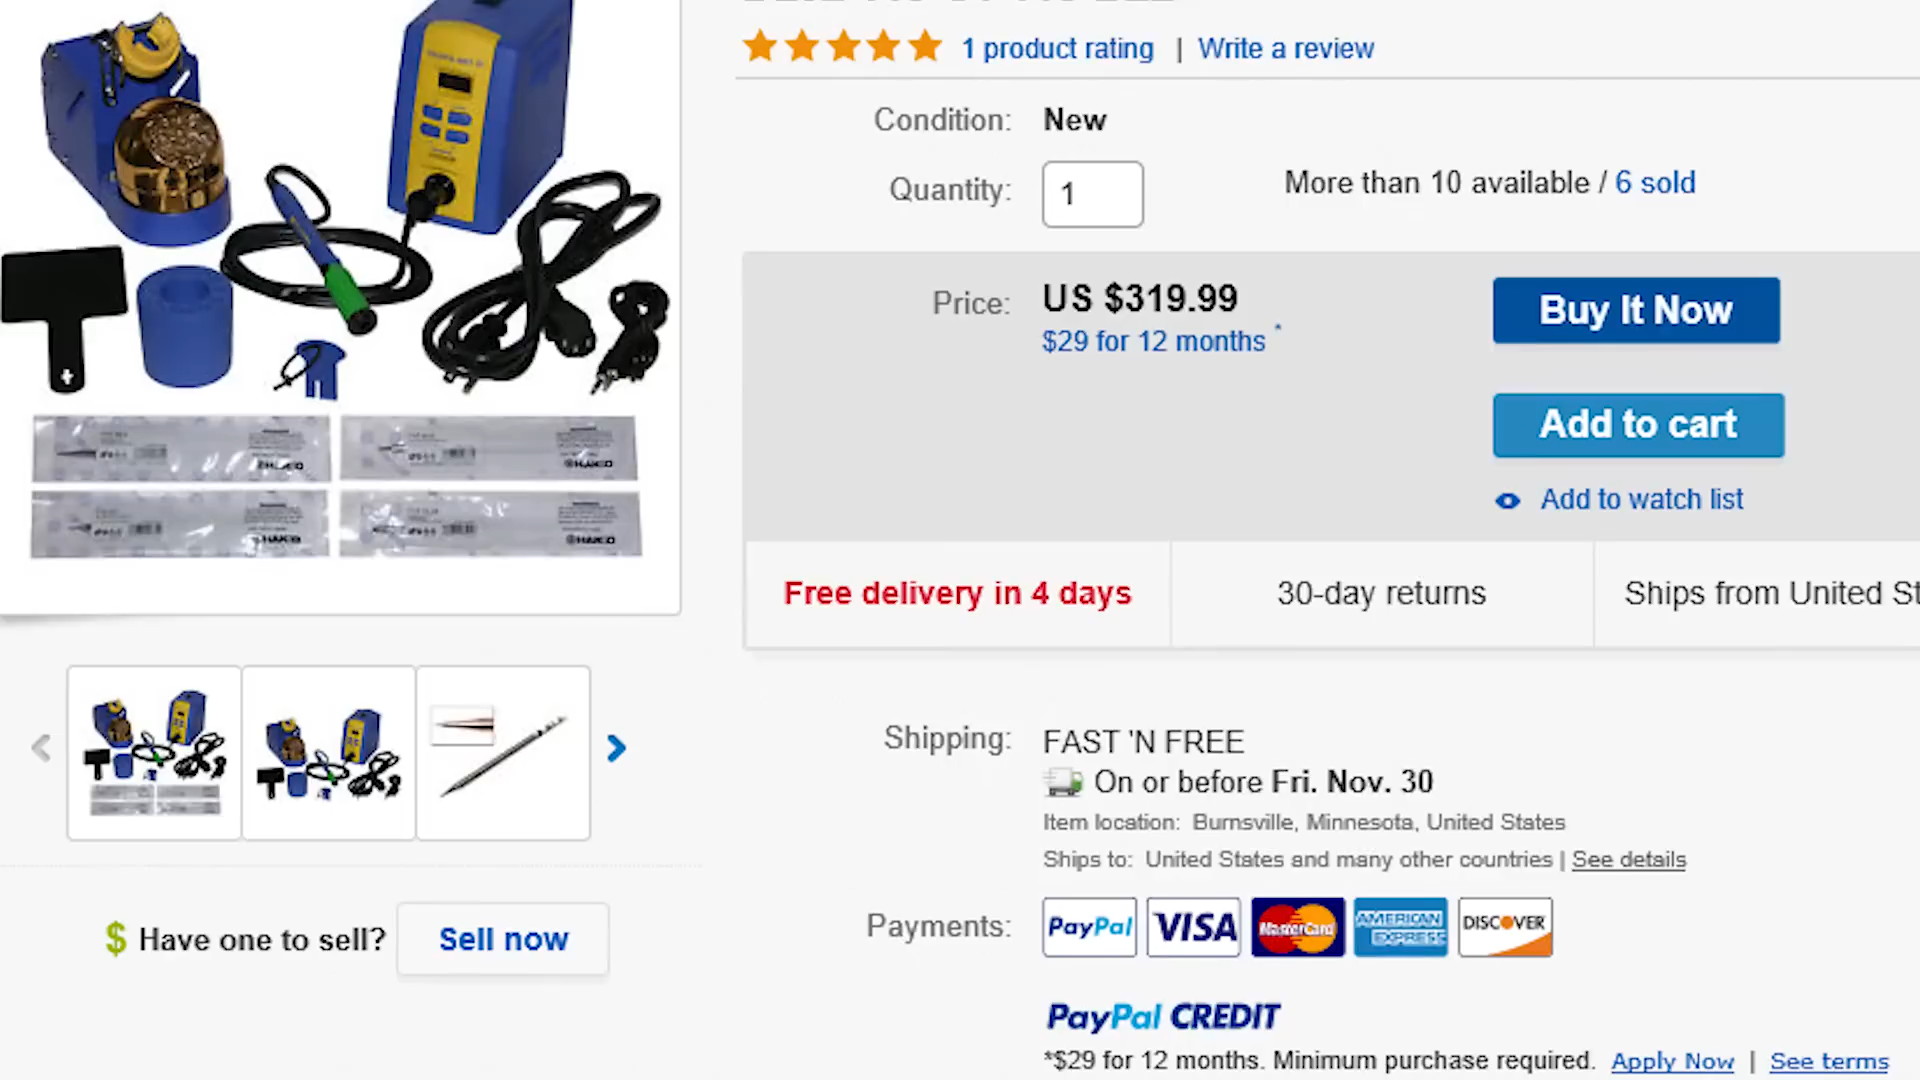 1 product rating | Write a review
Condition: New
Quantity: 1
More than 10 available / 6 sold
Price: US $319.99
$29 for 12 months *
Buy It Now
Add to cart
Add to watch list
Free delivery in 4 days
30-day returns
Ships from United St
HAKKO
HAKKO
HAKKO
HAKKO
Shipping: FAST 'N FREE
On or before Fri. Nov. 30
Item location: Burnsville, Minnesota, United States
Ships to: United States and many other countries | See details
Payments: PayPal VISA MasterCard AMERICAN EXPRESS DISCOVER
PayPal CREDIT
*$29 for 12 months. Minimum purchase required. Apply Now | See terms
$ Have one to sell? Sell now